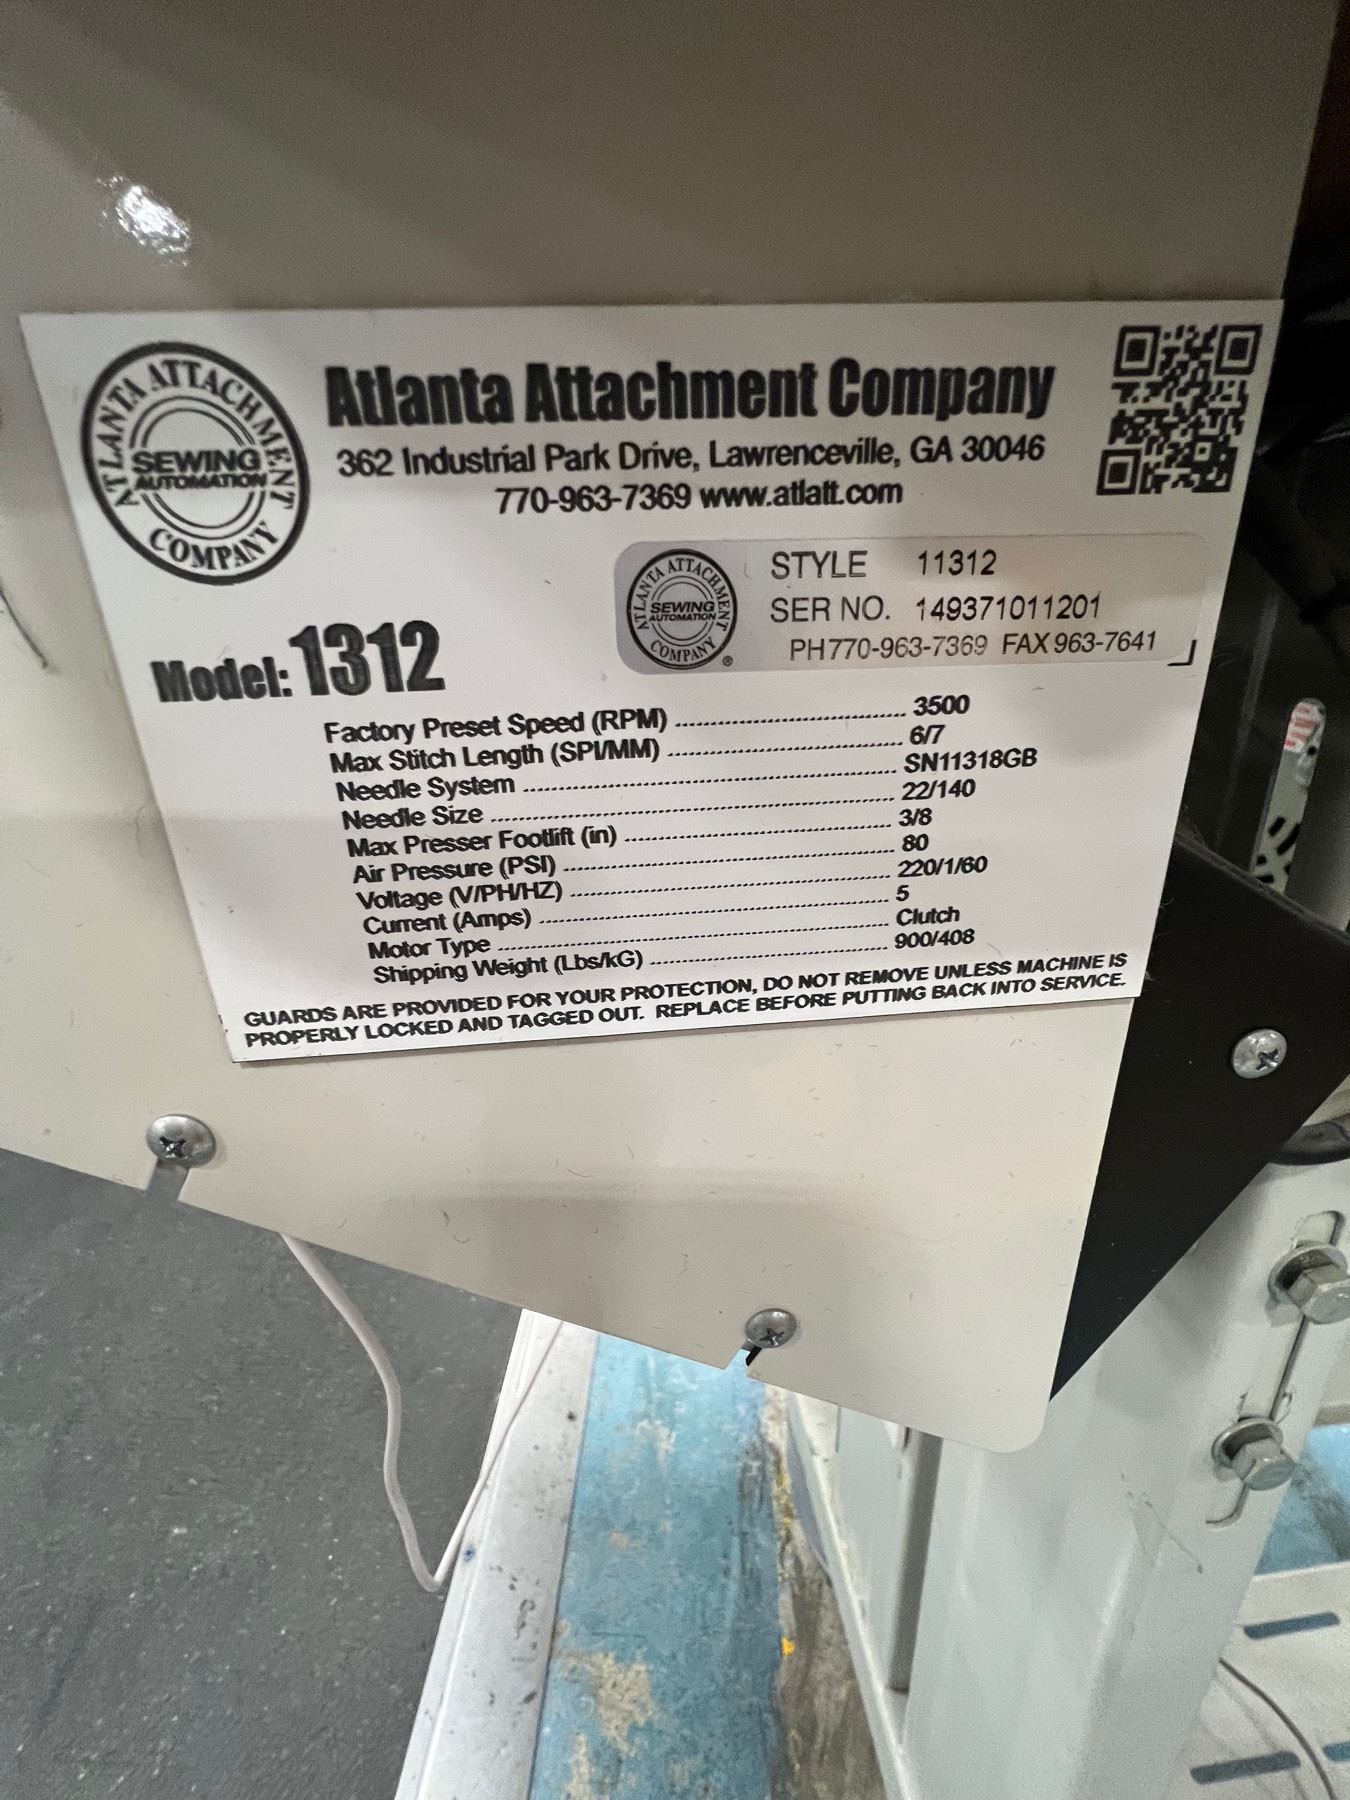 ATLANTA ATTACHMENT COMPANY
SEWING
AUTOMATION
Atlanta Attachment Company
362 Industrial Park Drive, Lawrenceville, GA 30046
770-963-7369 www.atlatt.com
ATLANTA ATTACHMENT COMPANY
SEWING
AUTOMATION
®
STYLE 11312
SER NO. 149371011201
PH770-963-7369 FAX 963-7641
Model: 1312
Factory Preset Speed (RPM) ........ 3500
Max Stitch Length (SPI/MM) ........ 6/7
Needle System ........ SN11318GB
Needle Size ........ 22/140
Max Presser Footlift (in) ........ 3/8
Air Pressure (PSI) ........ 80
Voltage (V/PH/HZ) ........ 220/1/60
Current (Amps) ........ 5
Motor Type ........ Clutch
Shipping Weight (Lbs/kG) ........ 900/408
GUARDS ARE PROVIDED FOR YOUR PROTECTION, DO NOT REMOVE UNLESS MACHINE IS
PROPERLY LOCKED AND TAGGED OUT. REPLACE BEFORE PUTTING BACK INTO SERVICE.